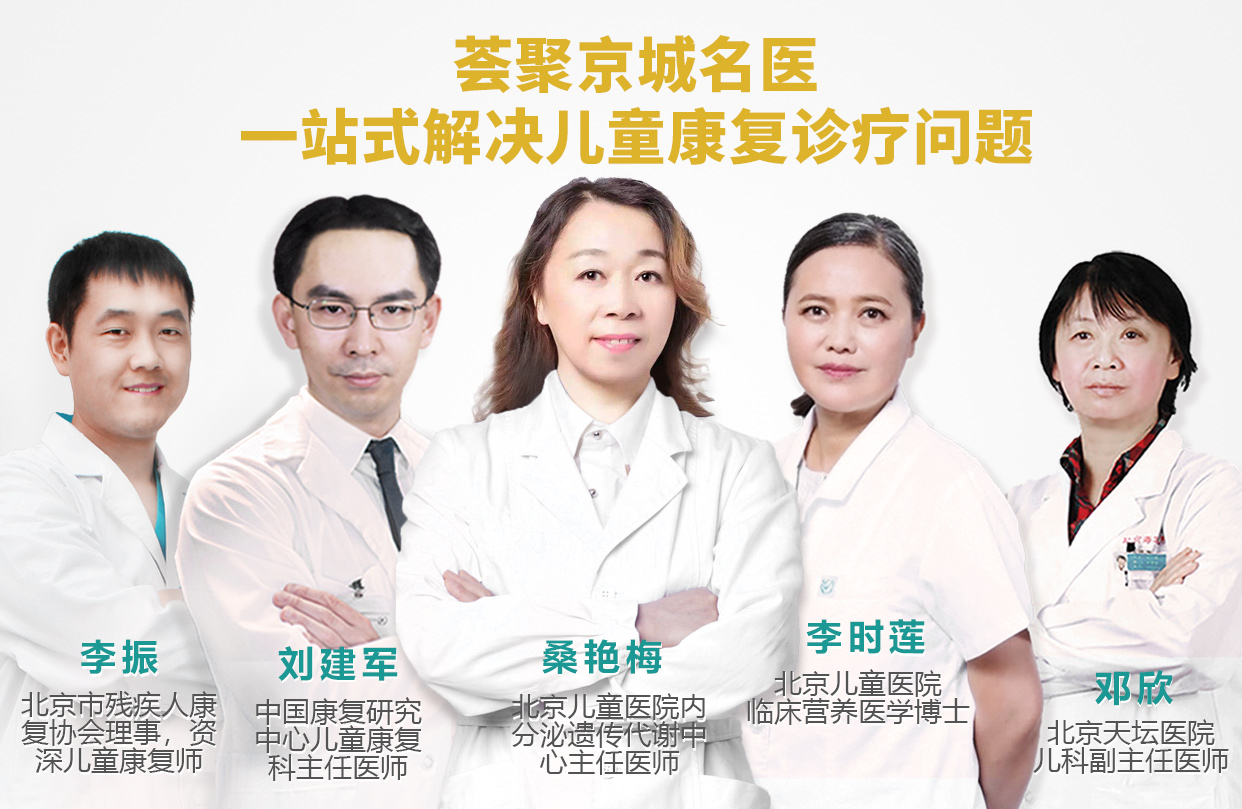 荟聚京城名医
一站式解决儿童康复诊疗问题
李振
北京市残疾人康
复协会理事，资
深儿童康复师
刘建军
中国康复研究
中心儿童康复
科主任医师
桑艳梅
北京儿童医院内
分泌遗传代谢中
心主任医师
李时莲
北京儿童医院
临床营养医学博士
邓欣
北京天坛医院
儿科副主任医师